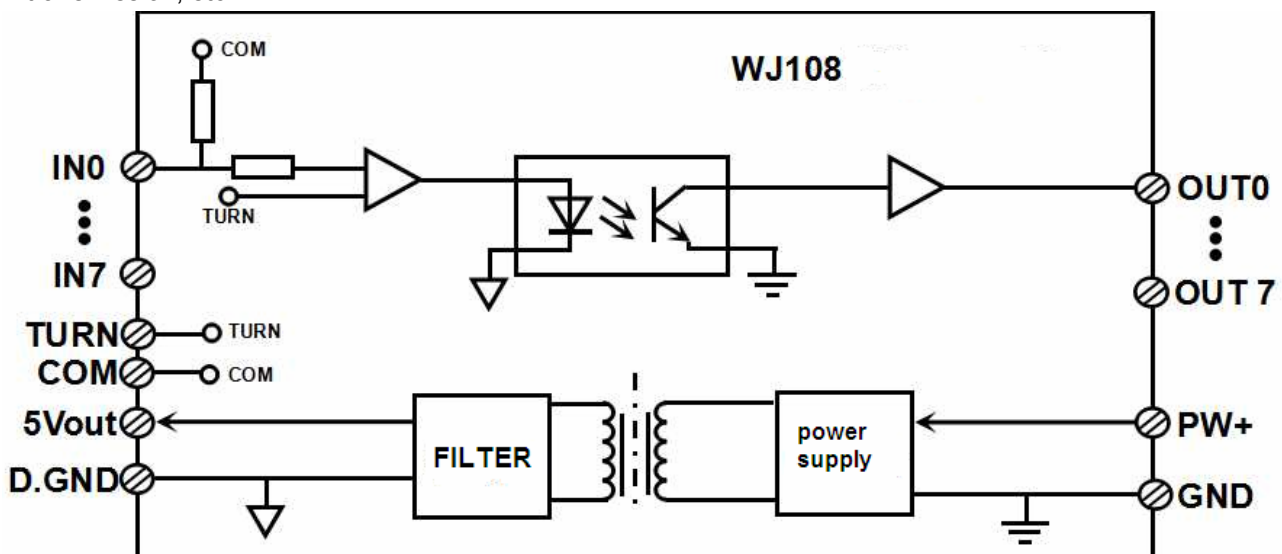 COM
WJ108
IN0
TURN
OUT0
IN7
OUT 7
TURN
TURN
COM
COM
5Vout
FILTER
power
supply
PW+
D.GND
GND